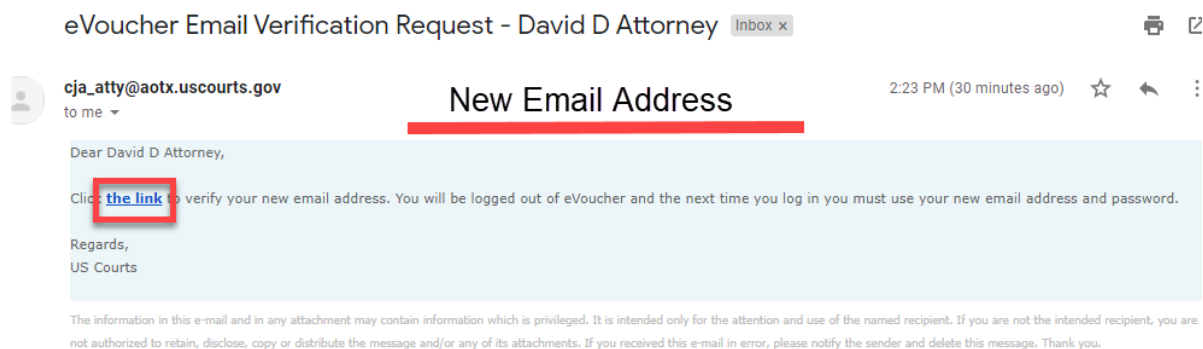 eVoucher Email Verification Request - David D Attorney Inbox x
cja_atty@aotx.uscourts.gov
New Email Address
2:23 PM (30 minutes ago)
to me
Dear David D Attorney,
Click the link to verify your new email address. You will be logged out of eVoucher and the next time you log in you must use your new email address and password.
Regards,
US Courts
The information in this e-mail and in any attachment may contain information which is privileged. It is intended only for the attention and use of the named recipient. If you are not the intended recipient, you are
not authorized to retain, disclose, copy or distribute the message and/or any of its attachments. If you received this e-mail in error, please notify the sender and delete this message. Thank you.